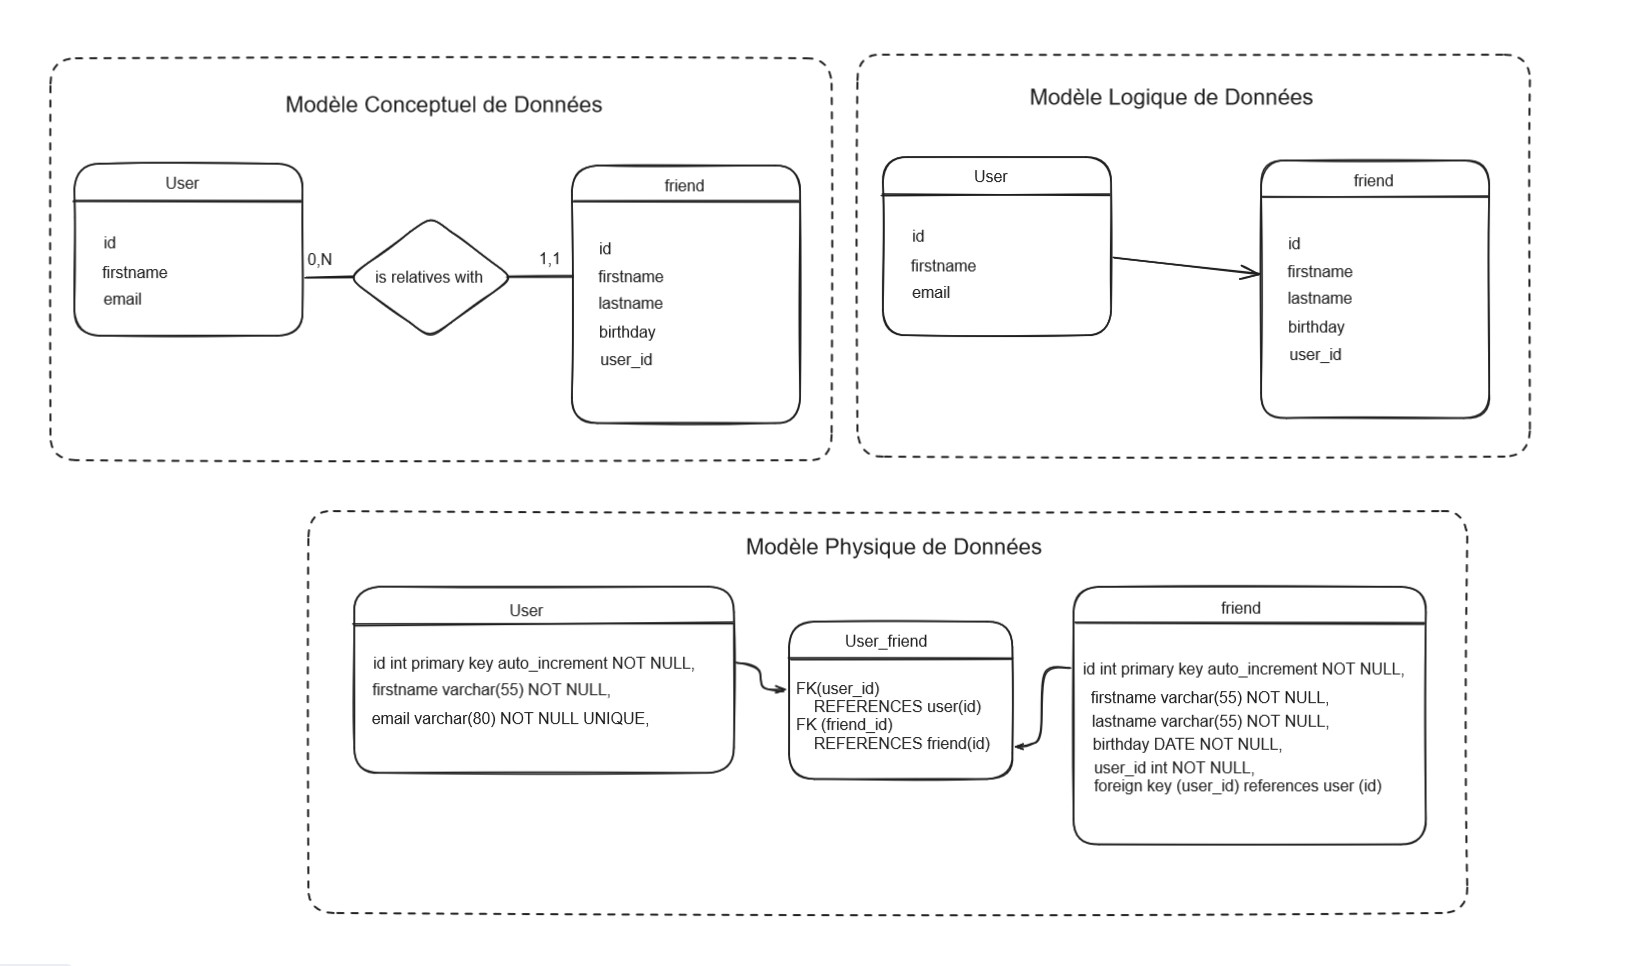 Modèle Conceptuel de Données
User
id
firstname
email
0,N
is relatives with
1,1
friend
id
firstname
lastname
birthday
user_id
Modèle Logique de Données
User
id
firstname
email
friend
id
firstname
lastname
birthday
user_id
Modèle Physique de Données
User
id int primary key auto_increment NOT NULL,
firstname varchar(55) NOT NULL,
email varchar(80) NOT NULL UNIQUE,
User_friend
FK(user_id)
REFERENCES user(id)
FK (friend_id)
REFERENCES friend(id)
friend
id int primary key auto_increment NOT NULL,
firstname varchar(55) NOT NULL,
lastname varchar(55) NOT NULL,
birthday DATE NOT NULL,
user_id int NOT NULL,
foreign key (user_id) references user (id)